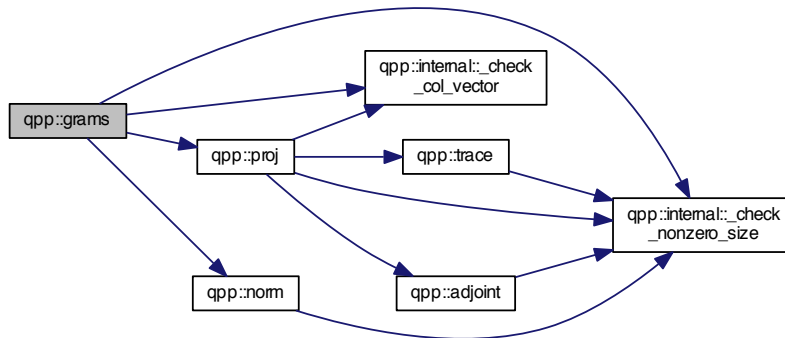 qpp::grams
qpp::internal::_check
_col_vector
qpp::proj
qpp::trace
qpp::internal::_check
_nonzero_size
qpp::norm
qpp::adjoint